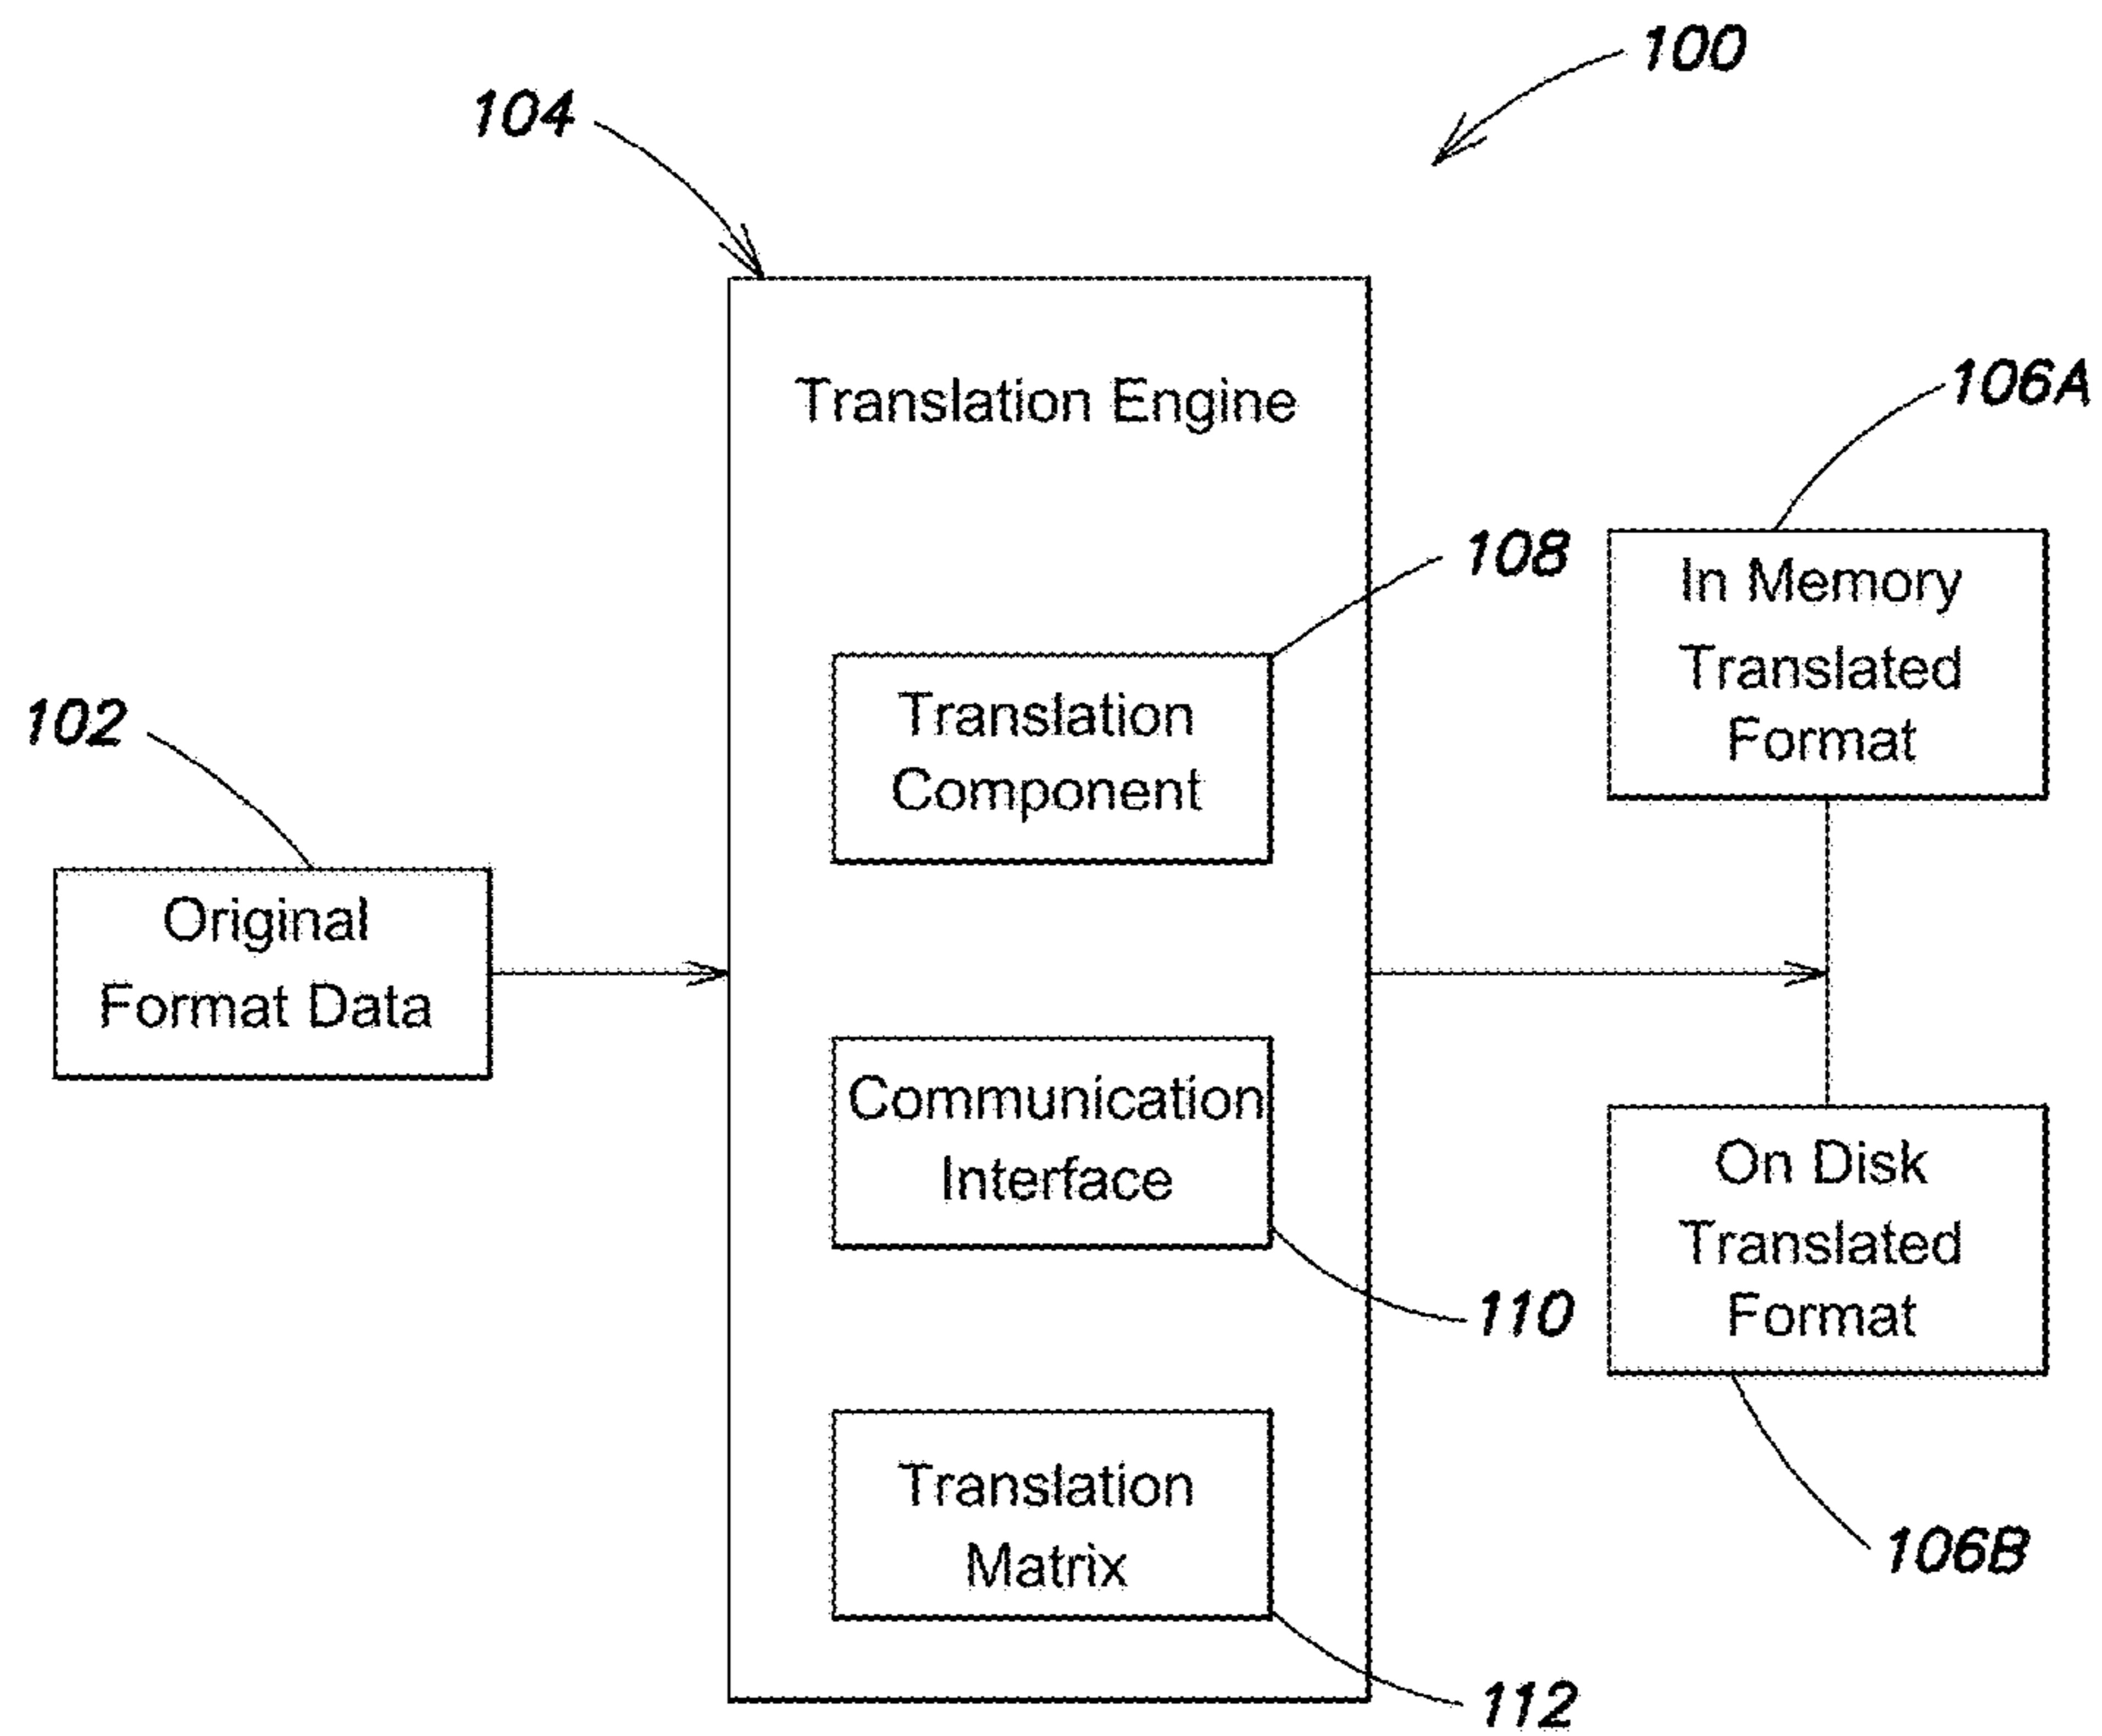 100
104
Translation Engine
106A
In Memory
Translated
Format
108
Translation
Component
102
Original
Format Data
Communication
Interface
110
On Disk
Translated
Format
106B
Translation
Matrix
112